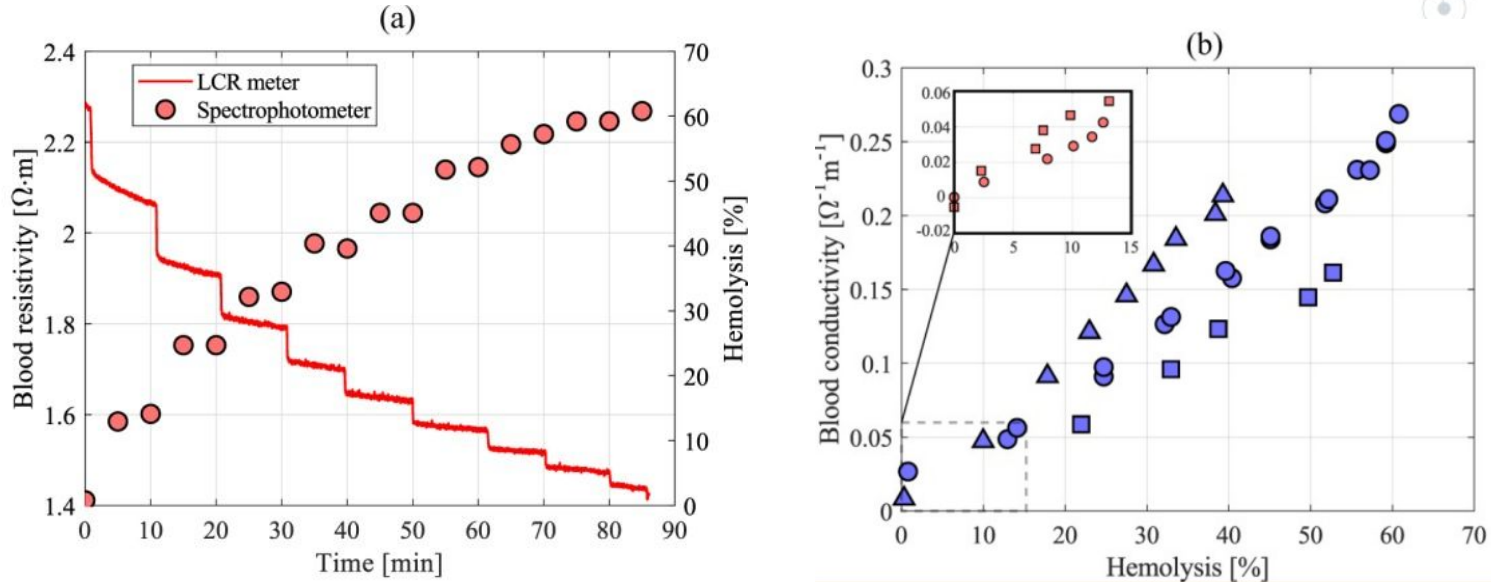 (a)
2.4
2.2
2
1.8
1.6
1.4
Blood resistivity [Ω·m]
LCR meter
Spectrophotometer
70
60
50
40
30
20
10
0
Hemolysis [%]
0 10 20 30 40 50 60 70 80 90
Time [min]
(b)
0.3
0.25
0.2
0.15
0.1
0.05
0
Blood conductivity [Ω⁻¹m⁻¹]
0.06
0.04
0.02
0
-0.02
0 5 10 15
0 10 20 30 40 50 60 70
Hemolysis [%]